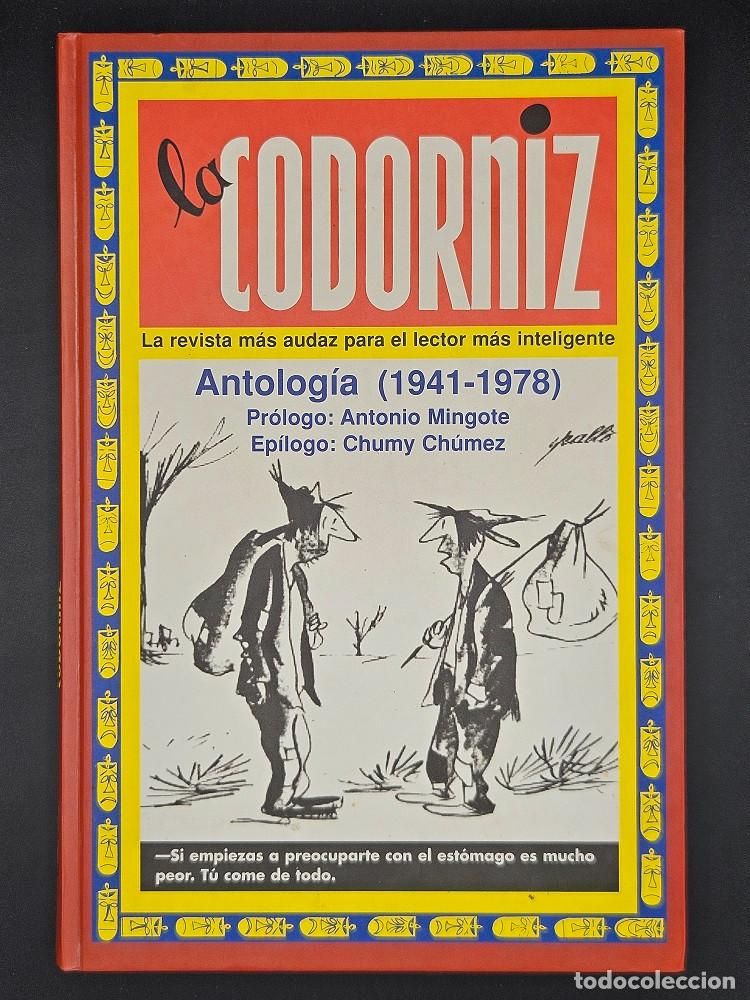 la CODORNIZ
La revista más audaz para el lector más inteligente
Antología (1941-1978)
Prólogo: Antonio Mingote
Epílogo: Chumy Chúmez
—Si empiezas a preocuparte con el estómago es mucho
peor. Tú come de todo.
todocoleccion